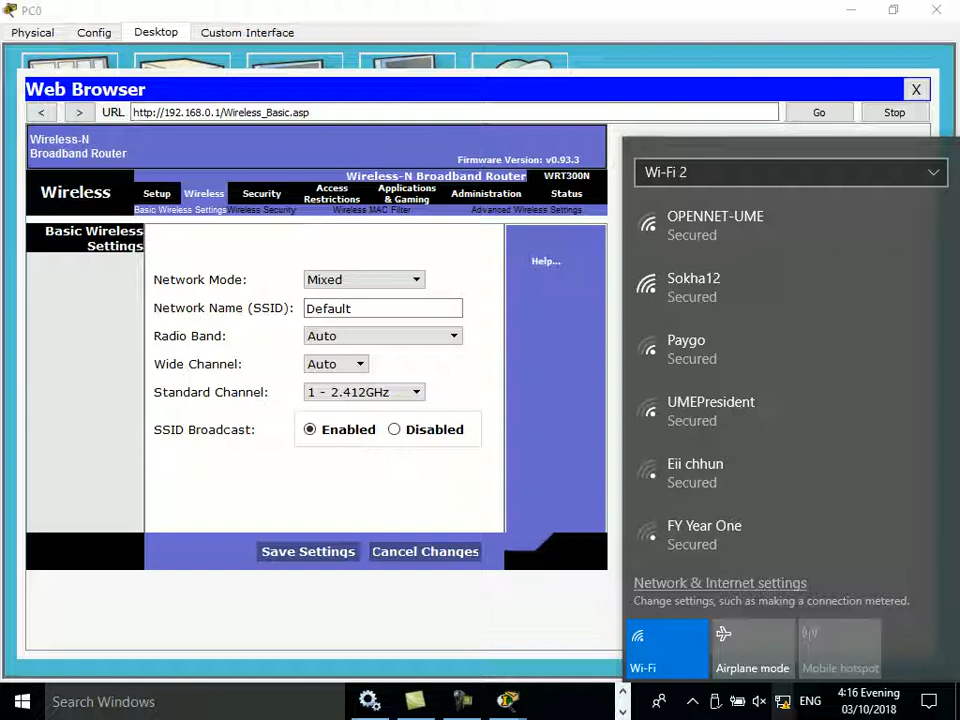 PC0
Physical Config Desktop Custom Interface
Web Browser X
< > URL http://192.168.0.1/Wireless_Basic.asp Go Stop
Wireless-N
Broadband Router
Firmware Version: v0.93.3
Wireless-N Broadband Router WRT300N
Wireless Setup Wireless Security Access Restrictions Applications & Gaming Administration Status
Basic Wireless Settings Wireless Security Wireless MAC Filter Advanced Wireless Settings
Basic Wireless
Settings
Help...
Network Mode: Mixed
Network Name (SSID): Default
Radio Band: Auto
Wide Channel: Auto
Standard Channel: 1 - 2.412GHz
SSID Broadcast: Enabled Disabled
Save Settings Cancel Changes
Wi-Fi 2
OPENNET-UME
Secured
Sokha12
Secured
Paygo
Secured
UMEPresident
Secured
Eii chhun
Secured
FY Year One
Secured
Network & Internet settings
Change settings, such as making a connection metered.
Wi-Fi Airplane mode Mobile hotspot
Search Windows
ENG
4:16 Evening
03/10/2018